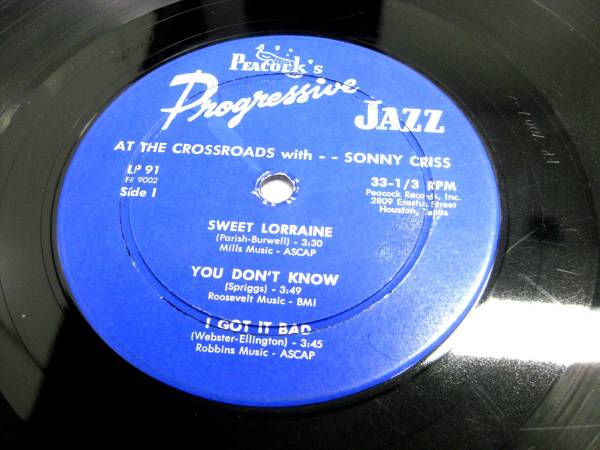 PEACOCK'S
Progressive
JAZZ
AT THE CROSSROADS with - - SONNY CRISS
LP 91
FR 9002
Side I
33-1/3 RPM
Peacock Records, Inc.
2809 Erastus Street
Houston, Texas
SWEET LORRAINE
(Parish-Burwell) - 3:30
Mills Music - ASCAP
YOU DON'T KNOW
(Spriggs) - 3:49
Roosevelt Music - BMI
I GOT IT BAD
(Webster-Ellington) - 3:45
Robbins Music - ASCAP